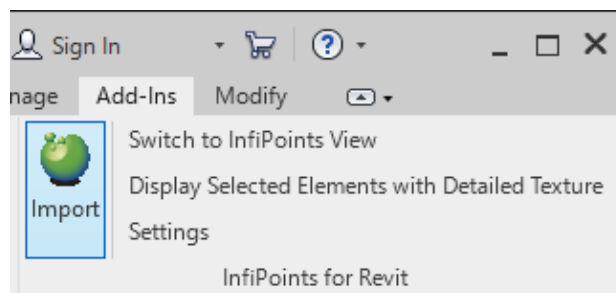 Sign In
nage Add-Ins Modify
Switch to InfiPoints View
Display Selected Elements with Detailed Texture
Import
Settings
InfiPoints for Revit